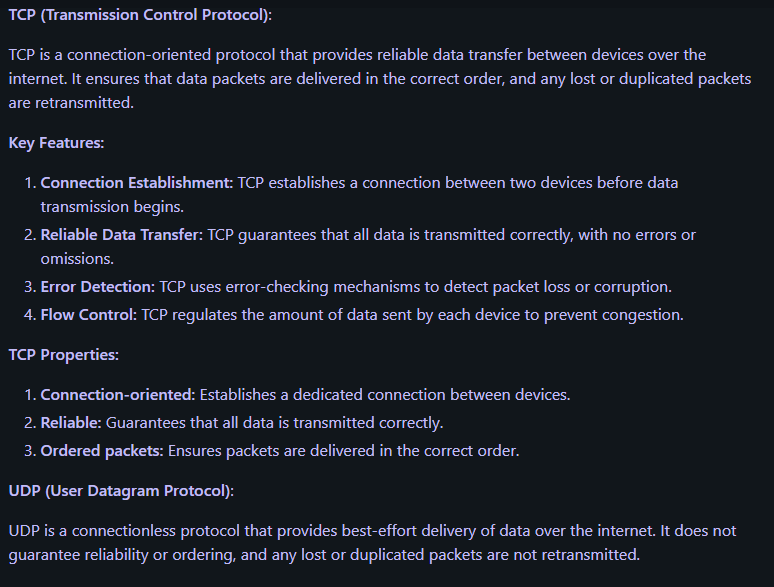 TCP (Transmission Control Protocol):
TCP is a connection-oriented protocol that provides reliable data transfer between devices over the
internet. It ensures that data packets are delivered in the correct order, and any lost or duplicated packets
are retransmitted.
Key Features:
1. Connection Establishment: TCP establishes a connection between two devices before data
transmission begins.
2. Reliable Data Transfer: TCP guarantees that all data is transmitted correctly, with no errors or
omissions.
3. Error Detection: TCP uses error-checking mechanisms to detect packet loss or corruption.
4. Flow Control: TCP regulates the amount of data sent by each device to prevent congestion.
TCP Properties:
1. Connection-oriented: Establishes a dedicated connection between devices.
2. Reliable: Guarantees that all data is transmitted correctly.
3. Ordered packets: Ensures packets are delivered in the correct order.
UDP (User Datagram Protocol):
UDP is a connectionless protocol that provides best-effort delivery of data over the internet. It does not
guarantee reliability or ordering, and any lost or duplicated packets are not retransmitted.